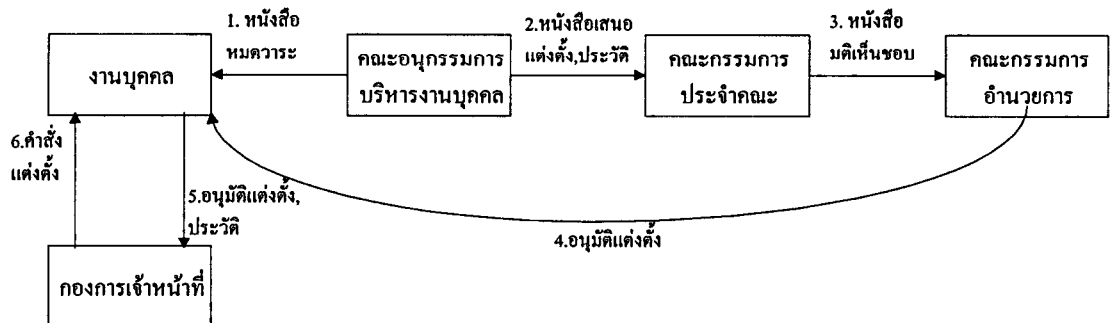 1. หนังสือ
หมดวาระ
2.หนังสือเสนอ
แต่งตั้ง,ประวัติ
3. หนังสือ
มติเห็นชอบ
งานบุคคล
คณะอนุกรรมการ
บริหารงานบุคคล
คณะกรรมการ
ประจำคณะ
คณะกรรมการ
อำนวยการ
6.คำสั่ง
แต่งตั้ง
5.อนุมัติแต่งตั้ง,
ประวัติ
4.อนุมัติแต่งตั้ง
กองการเจ้าหน้าที่